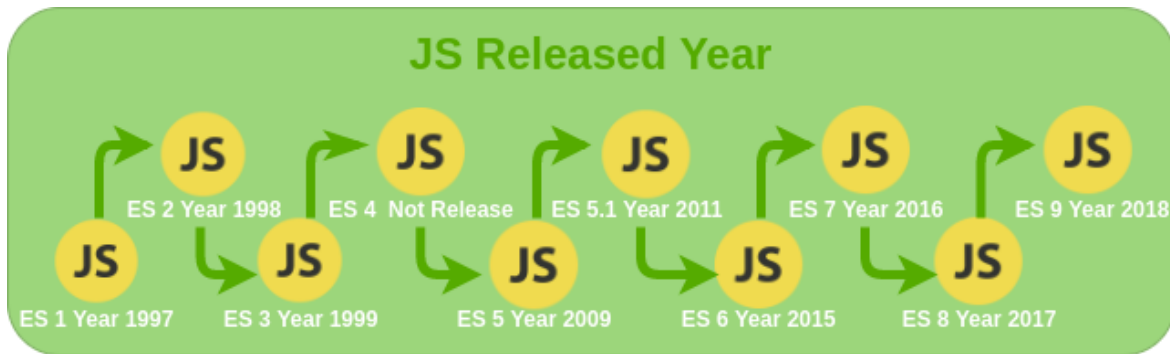 JS Released Year
JS
ES 1 Year 1997
JS
ES 2 Year 1998
JS
ES 3 Year 1999
JS
ES 4 Not Release
JS
ES 5 Year 2009
JS
ES 5.1 Year 2011
JS
ES 6 Year 2015
JS
ES 7 Year 2016
JS
ES 8 Year 2017
JS
ES 9 Year 2018